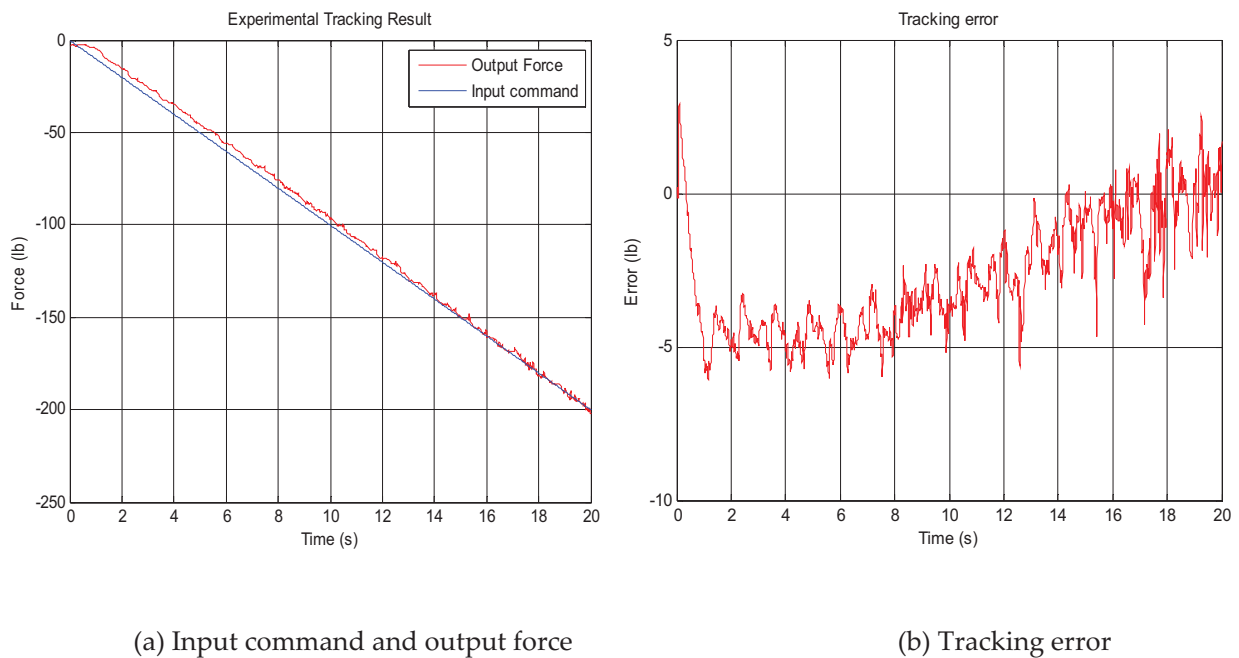 Experimental Tracking Result
0
-50
-100
-150
-200
-250
Force (lb)
Output Force
Input command
0 2 4 6 8 10 12 14 16 18 20
Time (s)
Tracking error
5
0
-5
-10
Error (lb)
0 2 4 6 8 10 12 14 16 18 20
Time (s)
(a) Input command and output force
(b) Tracking error